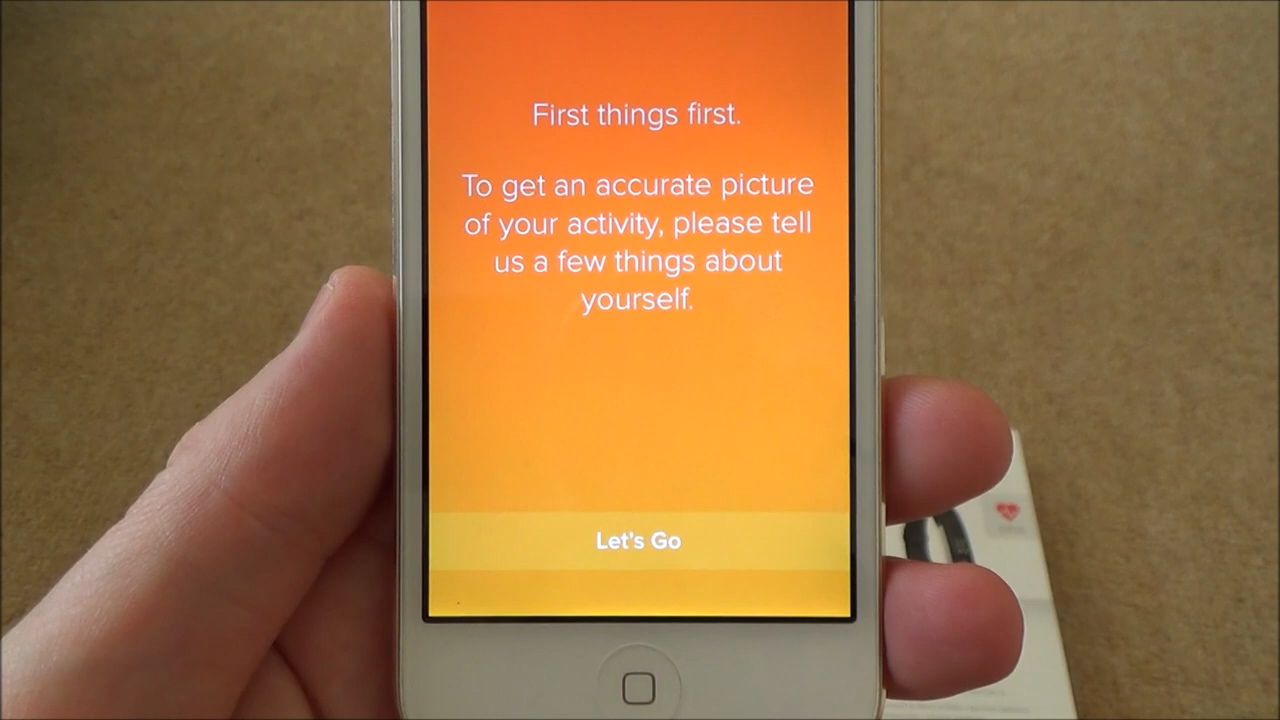 First things first.
To get an accurate picture
of your activity, please tell
us a few things about
yourself.
Let's Go